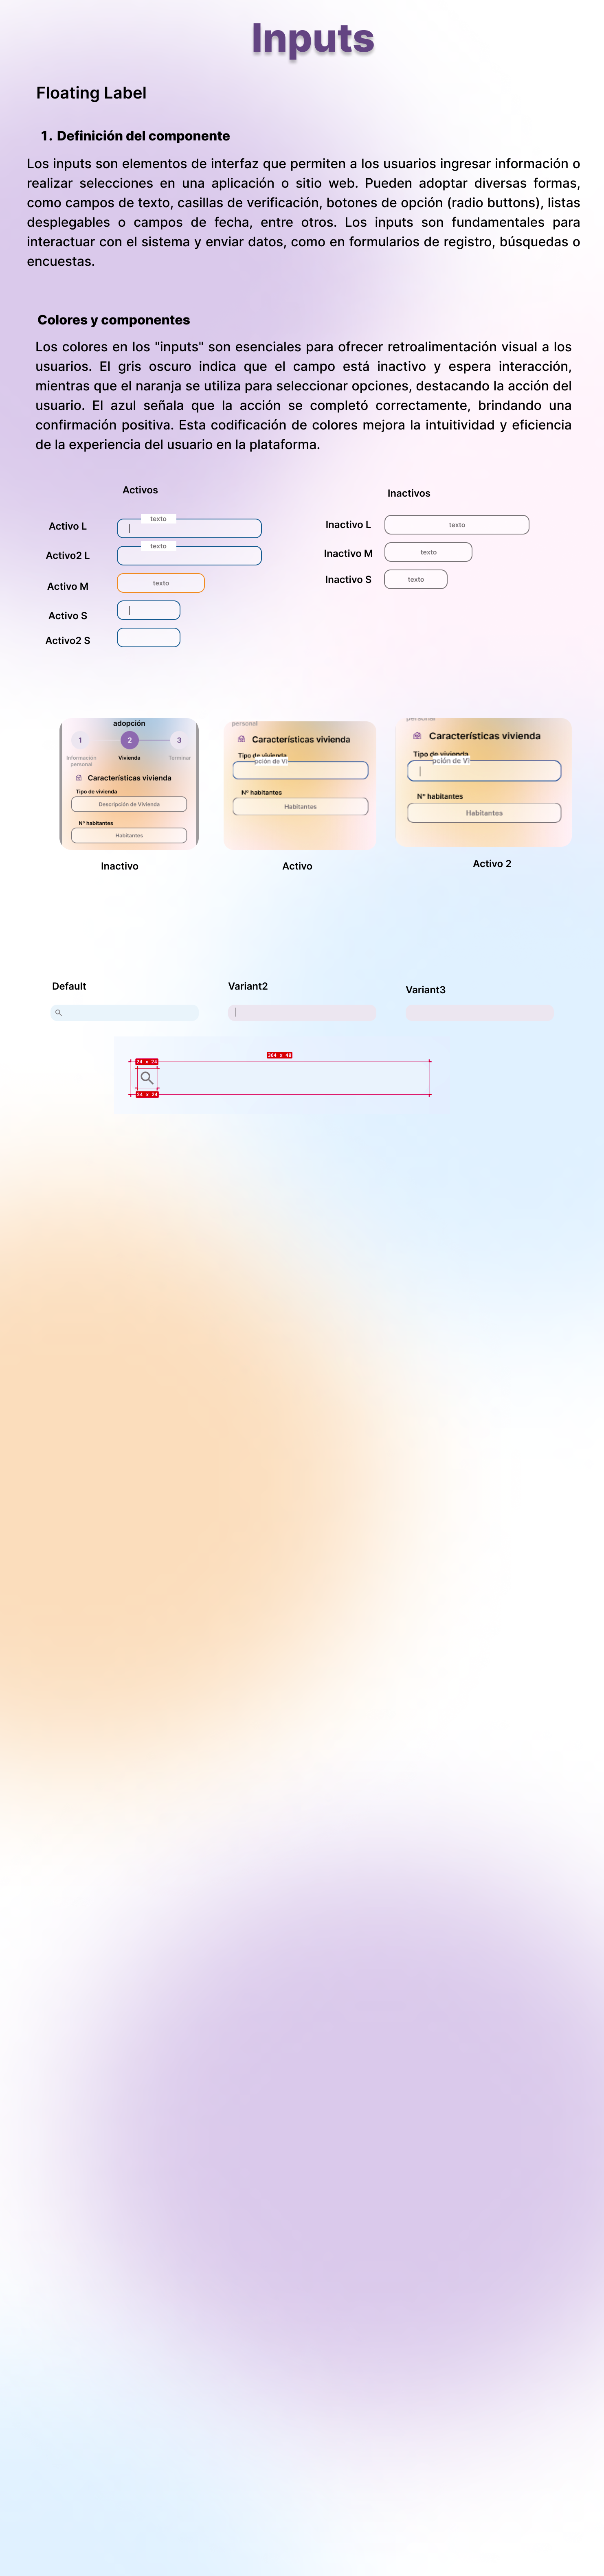 Inputs
Floating Label
1. Definición del componente
Los inputs son elementos de interfaz que permiten a los usuarios ingresar información o
realizar selecciones en una aplicación o sitio web. Pueden adoptar diversas formas,
como campos de texto, casillas de verificación, botones de opción (radio buttons), listas
desplegables o campos de fecha, entre otros. Los inputs son fundamentales para
interactuar con el sistema y enviar datos, como en formularios de registro, búsquedas o
encuestas.
Colores y componentes
Los colores en los "inputs" son esenciales para ofrecer retroalimentación visual a los
usuarios. El gris oscuro indica que el campo está inactivo y espera interacción,
mientras que el naranja se utiliza para seleccionar opciones, destacando la acción del
usuario. El azul señala que la acción se completó correctamente, brindando una
confirmación positiva. Esta codificación de colores mejora la intuitividad y eficiencia
de la experiencia del usuario en la plataforma.
Activos
Activo L
texto
Activo2 L
texto
Activo M
texto
Activo S
Activo2 S
Inactivos
Inactivo L
texto
Inactivo M
texto
Inactivo S
texto
adopción
1 2 3
Información Vivienda Terminar
personal
Características vivienda
Tipo de vivienda
Descripción de Vivienda
Nº habitantes
Habitantes
Inactivo
personal
Características vivienda
Tipo de vivienda
pción de Vi
Nº habitantes
Habitantes
Activo
personal
Características vivienda
Tipo de vivienda
pción de Vi
Nº habitantes
Habitantes
Activo 2
Default
Variant2
Variant3
364 x 40
24 x 24
24 x 24